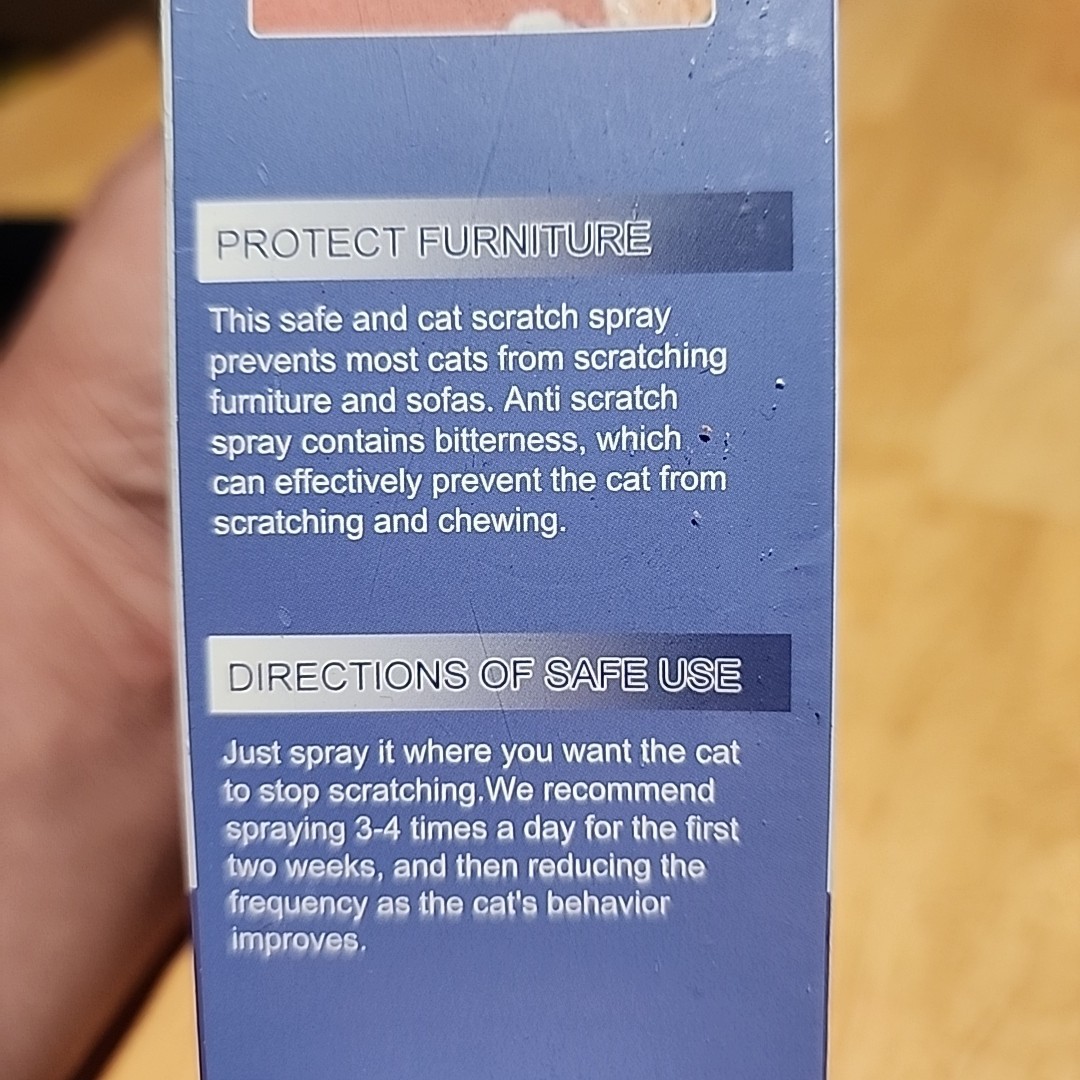 PROTECT FURNITURE
This safe and cat scratch spray
prevents most cats from scratching
furniture and sofas. Anti scratch
spray contains bitterness, which
can effectively prevent the cat from
scratching and chewing.
DIRECTIONS OF SAFE USE
Just spray it where you want the cat
to stop scratching.We recommend
spraying 3-4 times a day for the first
two weeks, and then reducing the
frequency as the cat's behavior
improves.